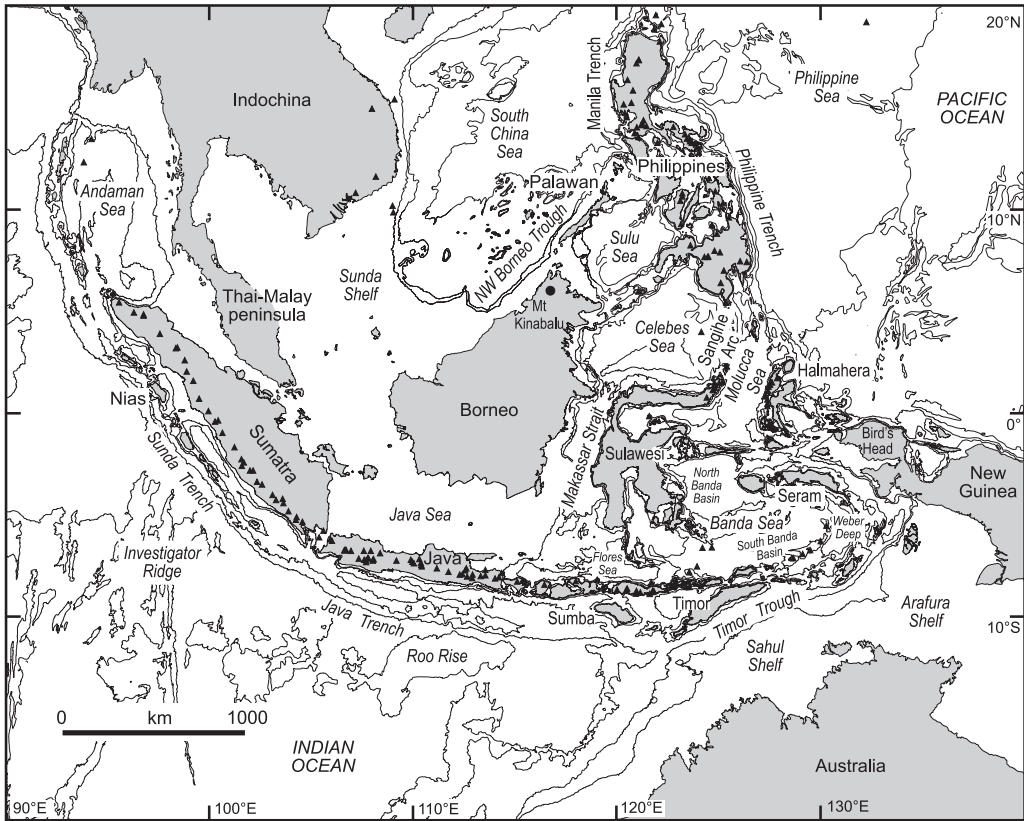 20°N
Manila Trench
Philippine
Sea
PACIFIC
OCEAN
Indochina
South
China
Sea
Philippines
Philippine Trench
Palawan
Andaman
Sea
10°N
NW Borneo Trough
Sulu
Sea
Sunda
Shelf
Thai-Malay
peninsula
Mt
Kinabalu
Celebes
Sea
Sangihe
Arc
Molucca
Sea
Halmahera
Nias
Borneo
0°
Makassar Strait
Bird's
Head
Sumatra
Sunda Trench
Sulawesi
North
Banda
Basin
New
Guinea
Seram
Java Sea
Banda Sea
South Banda
Basin
Weber
Deep
Investigator
Ridge
Java
Flores
Sea
Sumba
Timor
Timor Trough
Arafura
Shelf
Java Trench
10°S
Roo Rise
Sahul
Shelf
0 km 1000
INDIAN
OCEAN
Australia
90°E 100°E 110°E 120°E 130°E